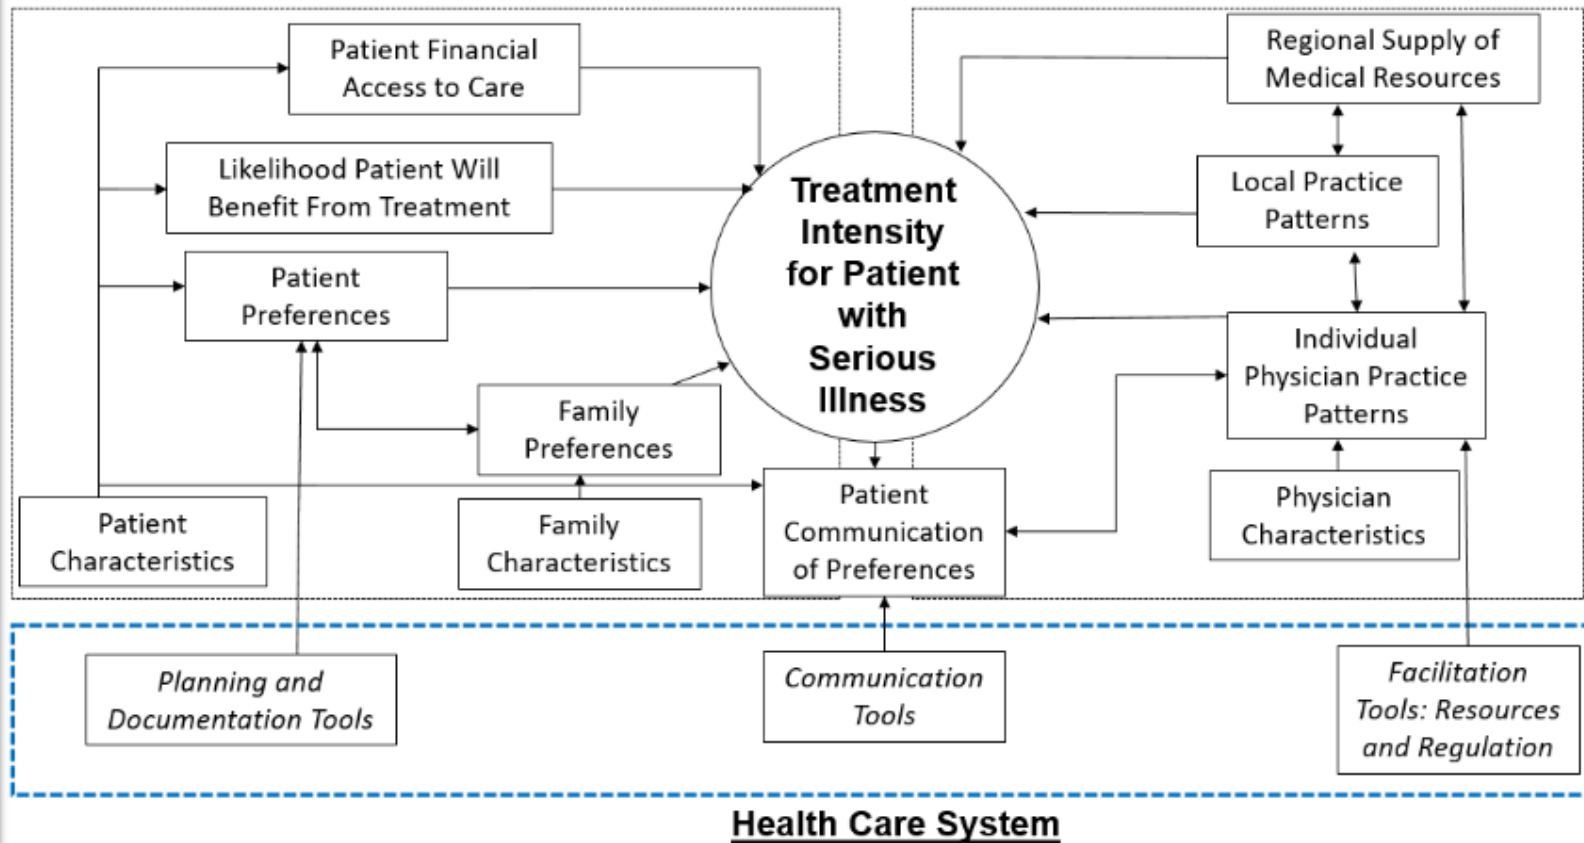 Patient Financial
Access to Care
Likelihood Patient Will
Benefit From Treatment
Patient
Preferences
Family
Preferences
Patient
Characteristics
Family
Characteristics
Treatment
Intensity
for Patient
with
Serious
Illness
Patient
Communication
of Preferences
Regional Supply of
Medical Resources
Local Practice
Patterns
Individual
Physician Practice
Patterns
Physician
Characteristics
Planning and
Documentation Tools
Communication
Tools
Facilitation
Tools: Resources
and Regulation
Health Care System